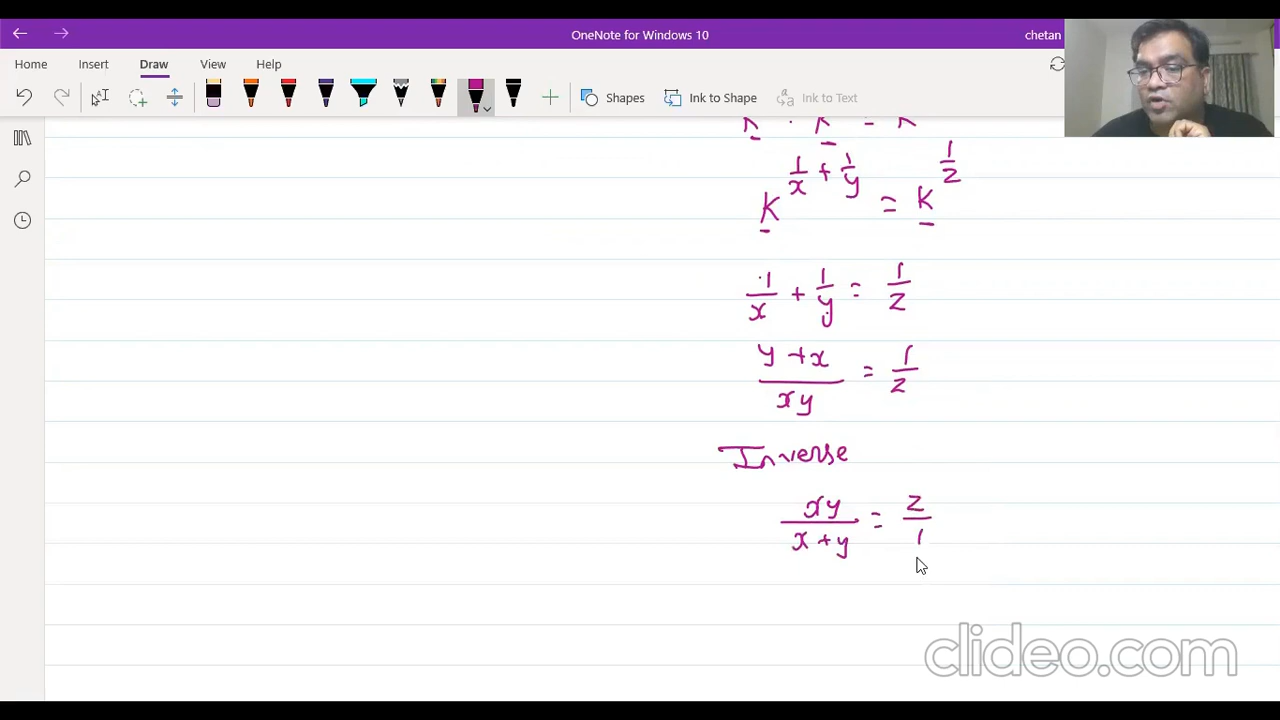 OneNote for Windows 10
chetan
Home Insert Draw View Help
Shapes Ink to Shape Ink to Text
K · K = K
K^(1/x + 1/y) = K^(1/z)
1/x + 1/y = 1/z
(y + x)/(xy) = 1/z
Inverse
xy/(x + y) = z/1
clideo.com